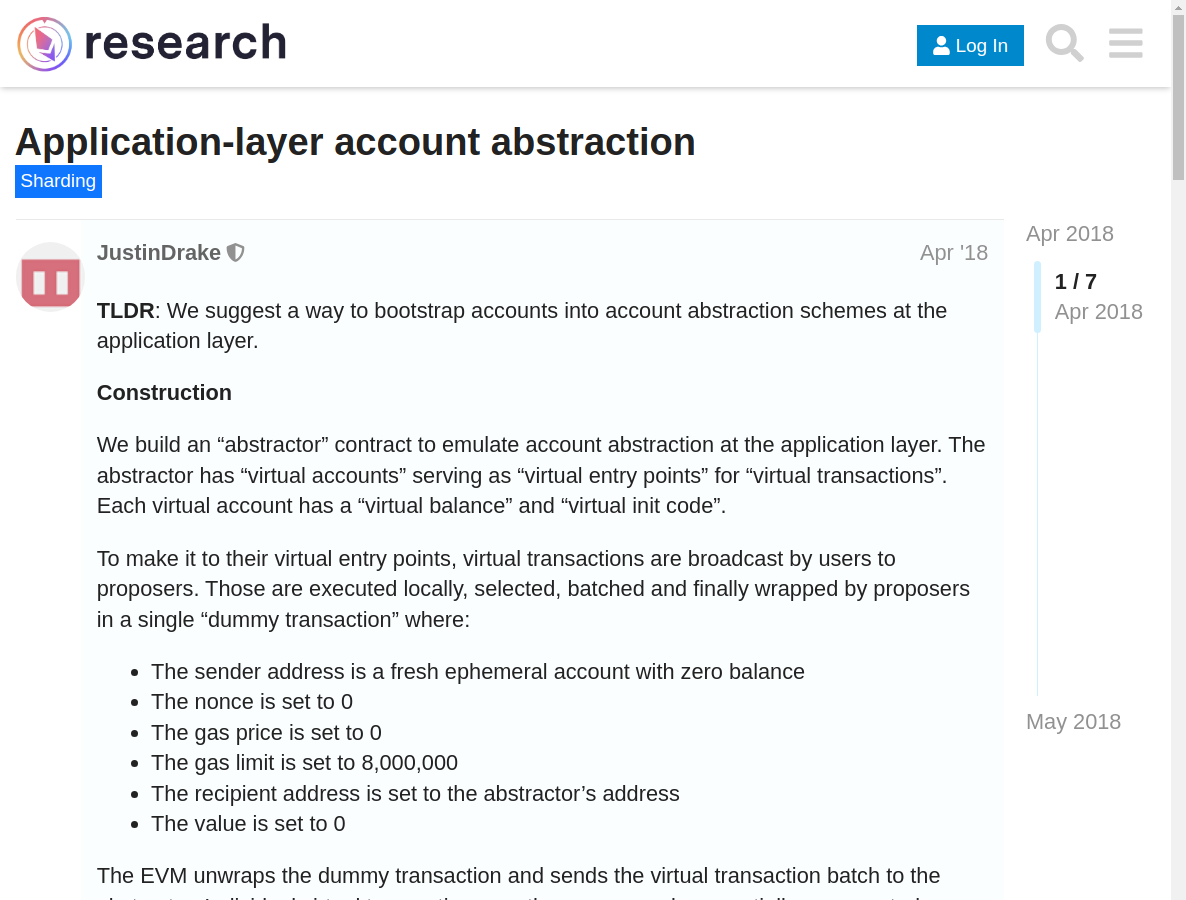 research
Log In
Application-layer account abstraction
Sharding
JustinDrake
Apr '18
TLDR: We suggest a way to bootstrap accounts into account abstraction schemes at the
application layer.
Construction
We build an “abstractor” contract to emulate account abstraction at the application layer. The
abstractor has “virtual accounts” serving as “virtual entry points” for “virtual transactions”.
Each virtual account has a “virtual balance” and “virtual init code”.
To make it to their virtual entry points, virtual transactions are broadcast by users to
proposers. Those are executed locally, selected, batched and finally wrapped by proposers
in a single “dummy transaction” where:
The sender address is a fresh ephemeral account with zero balance
The nonce is set to 0
The gas price is set to 0
The gas limit is set to 8,000,000
The recipient address is set to the abstractor’s address
The value is set to 0
The EVM unwraps the dummy transaction and sends the virtual transaction batch to the
Apr 2018
1 / 7
Apr 2018
May 2018